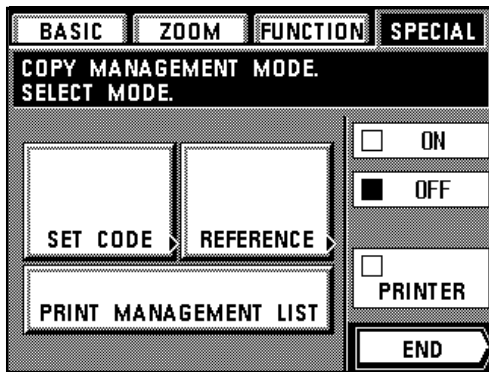 BASIC ZOOM FUNCTION SPECIAL
COPY MANAGEMENT MODE.
SELECT MODE.
ON
OFF
SET CODE REFERENCE
PRINTER
PRINT MANAGEMENT LIST
END